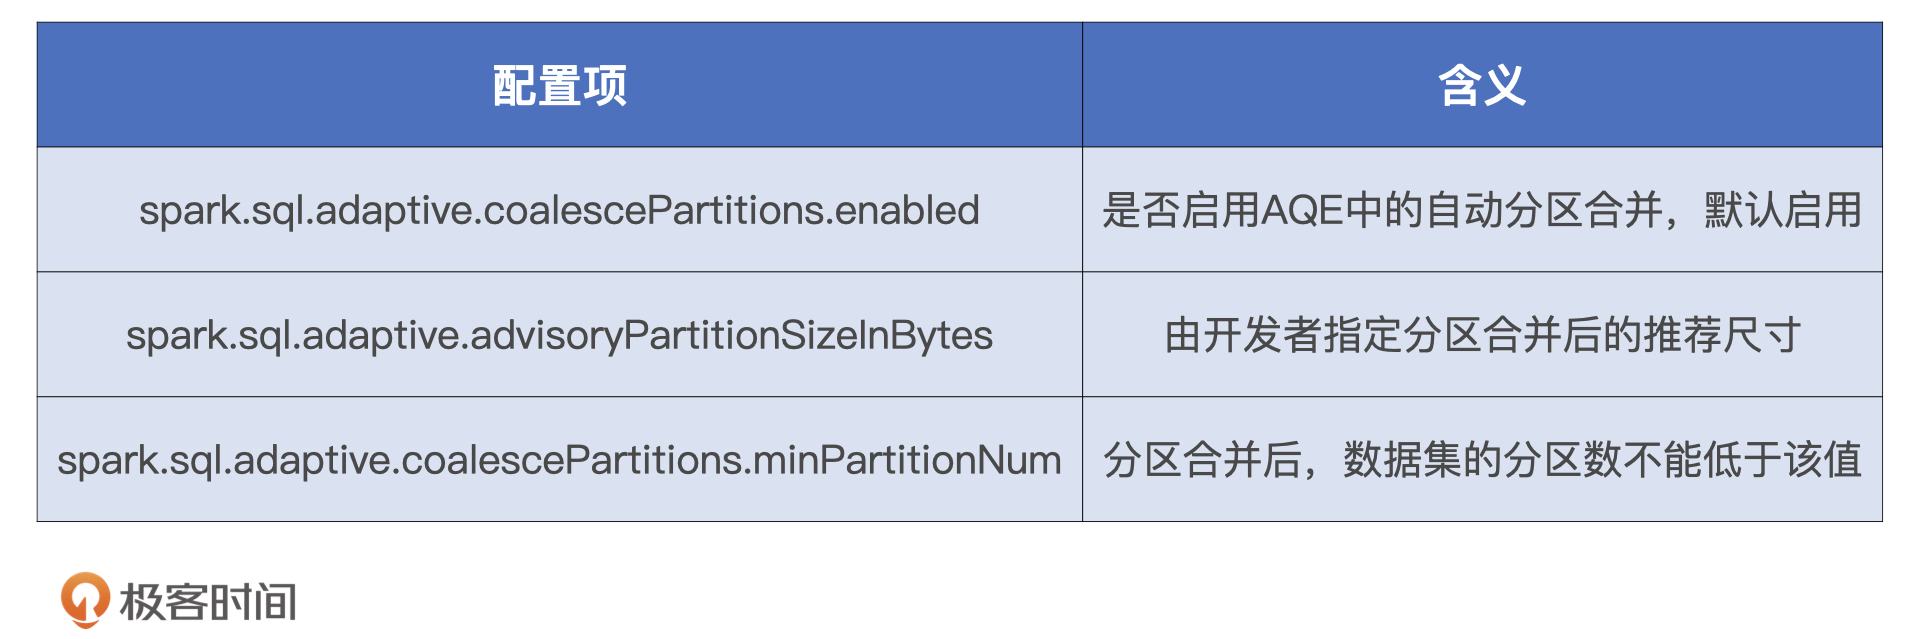 配置项 含义
spark.sql.adaptive.coalescePartitions.enabled 是否启用AQE中的自动分区合并，默认启用
spark.sql.adaptive.advisoryPartitionSizeInBytes 由开发者指定分区合并后的推荐尺寸
spark.sql.adaptive.coalescePartitions.minPartitionNum 分区合并后，数据集的分区数不能低于该值
极客时间